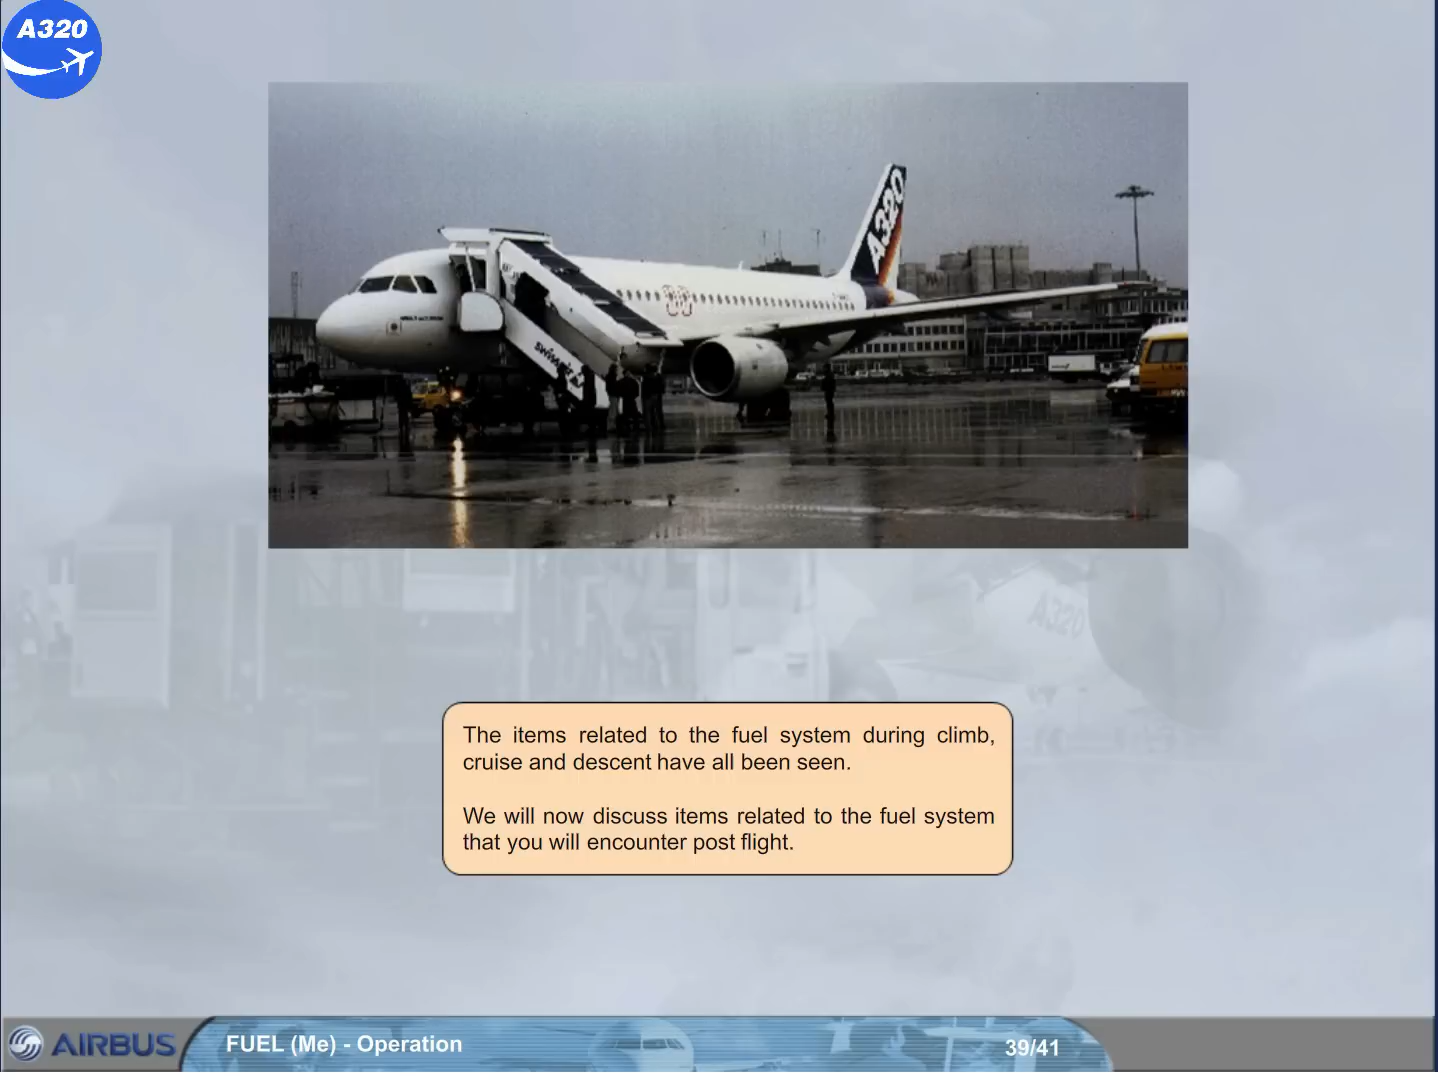 A320
A320
swissair
The items related to the fuel system during climb,
cruise and descent have all been seen.
We will now discuss items related to the fuel system
that you will encounter post flight.
A320
AIRBUS
FUEL (Me) - Operation
39/41